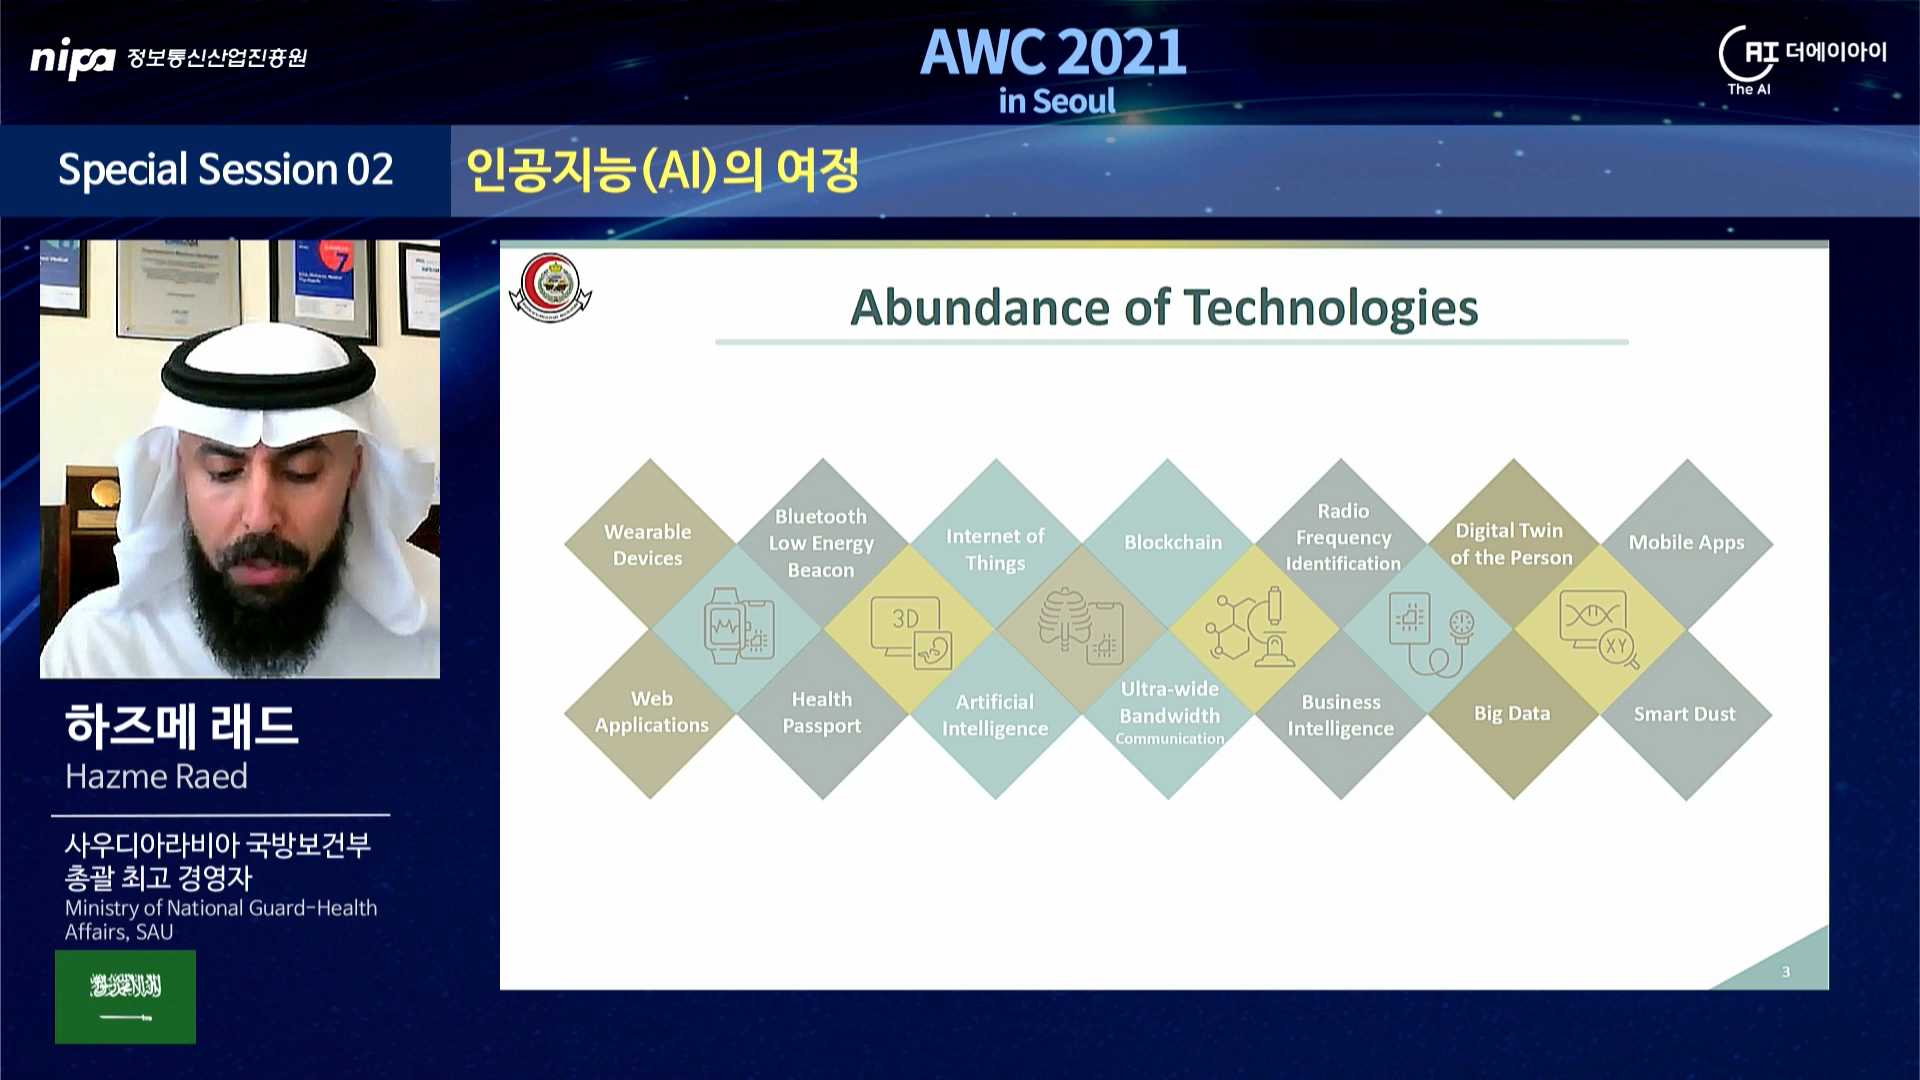 nipa 정보통신산업진흥원
AWC 2021
in Seoul
AI 더에이아이
The AI
Special Session 02
인공지능(AI)의 여정
하즈메 래드
Hazme Raed
사우디아라비아 국방보건부
총괄 최고 경영자
Ministry of National Guard-Health
Affairs, SAU
Abundance of Technologies
Wearable
Devices
Bluetooth
Low Energy
Beacon
Internet of
Things
Blockchain
Radio
Frequency
Identification
Digital Twin
of the Person
Mobile Apps
3D
XY
Web
Applications
Health
Passport
Artificial
Intelligence
Ultra-wide
Bandwidth
Communication
Business
Intelligence
Big Data
Smart Dust
3